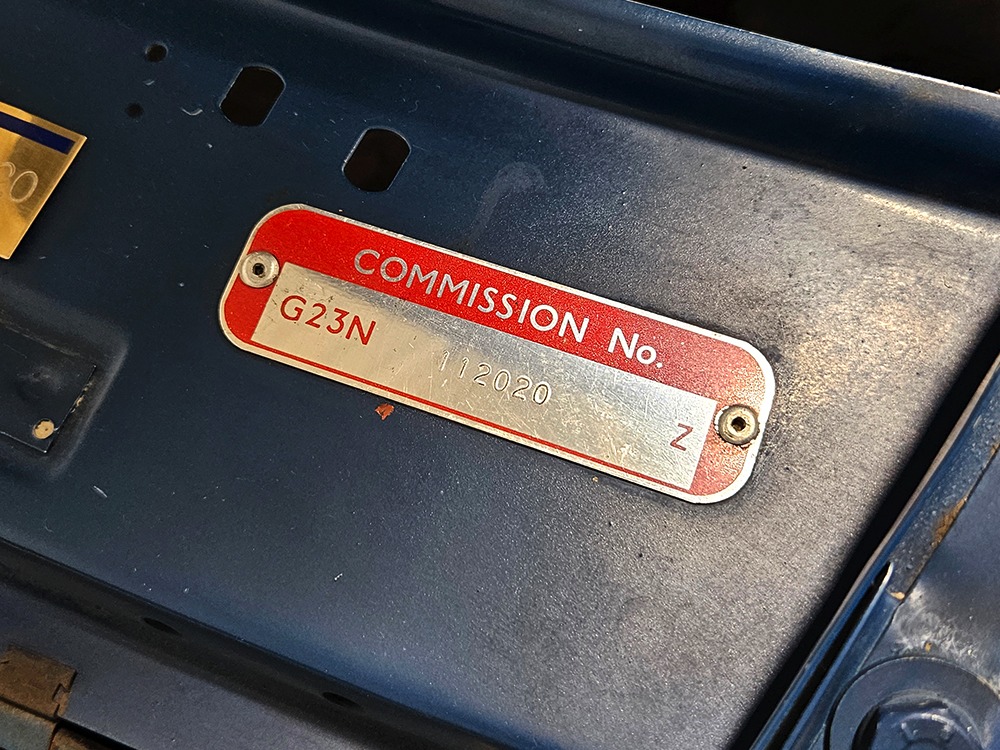 COMMISSION No.
G23N 112020 Z